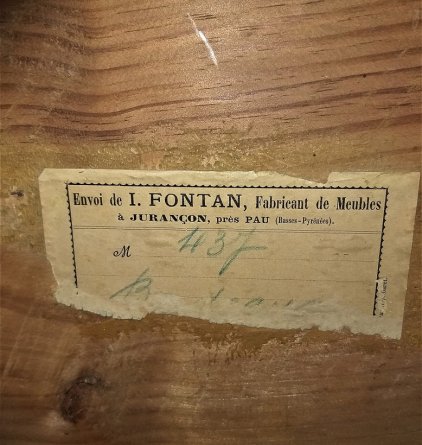 Envoi de I. FONTAN, Fabricant de Meubles
à JURANÇON, près PAU (Basses-Pyrénées).
M 437